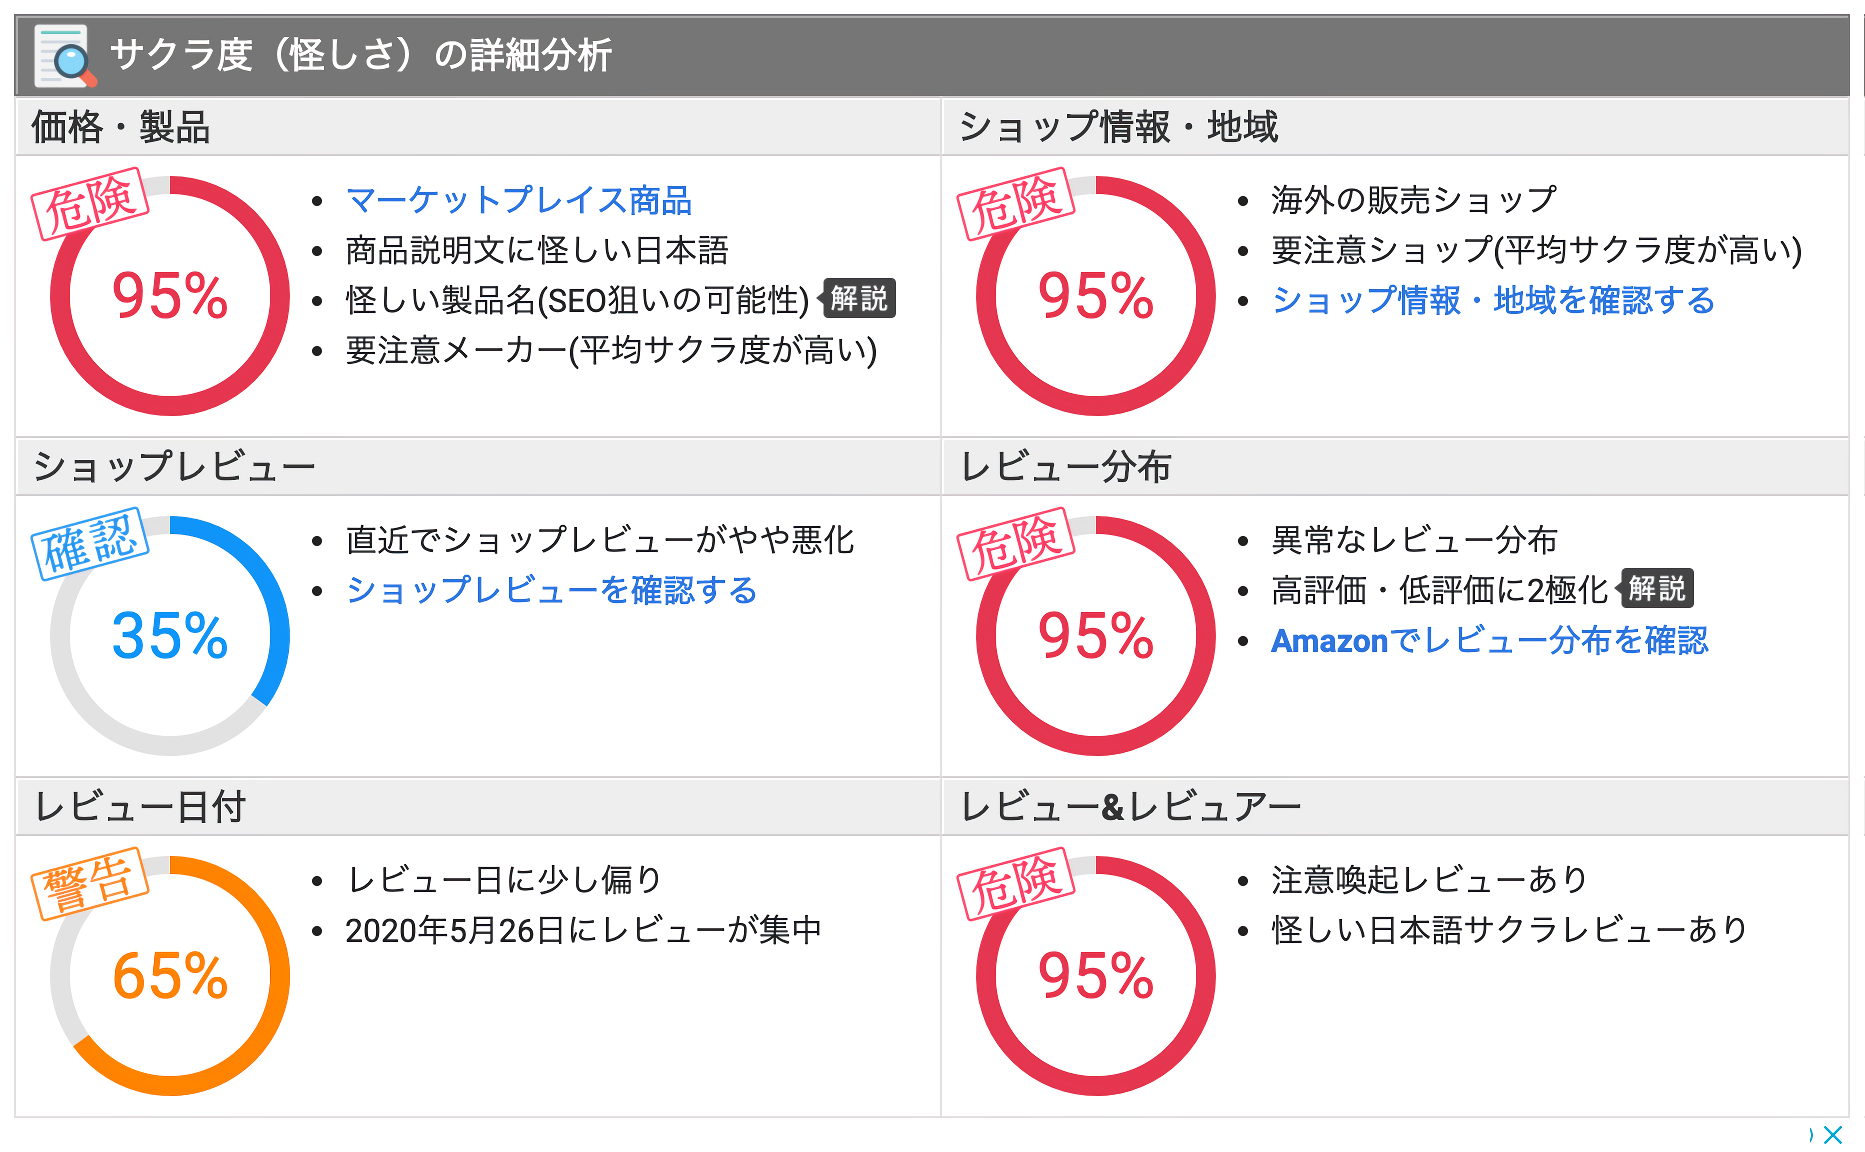 サクラ度（怪しさ）の詳細分析
価格・製品
危険
95%
マーケットプレイス商品
商品説明文に怪しい日本語
怪しい製品名(SEO狙いの可能性) 解説
要注意メーカー(平均サクラ度が高い)
ショップ情報・地域
危険
95%
海外の販売ショップ
要注意ショップ(平均サクラ度が高い)
ショップ情報・地域を確認する
ショップレビュー
確認
35%
直近でショップレビューがやや悪化
ショップレビューを確認する
レビュー分布
危険
95%
異常なレビュー分布
高評価・低評価に2極化 解説
Amazonでレビュー分布を確認
レビュー日付
警告
65%
レビュー日に少し偏り
2020年5月26日にレビューが集中
レビュー&レビュアー
危険
95%
注意喚起レビューあり
怪しい日本語サクラレビューあり